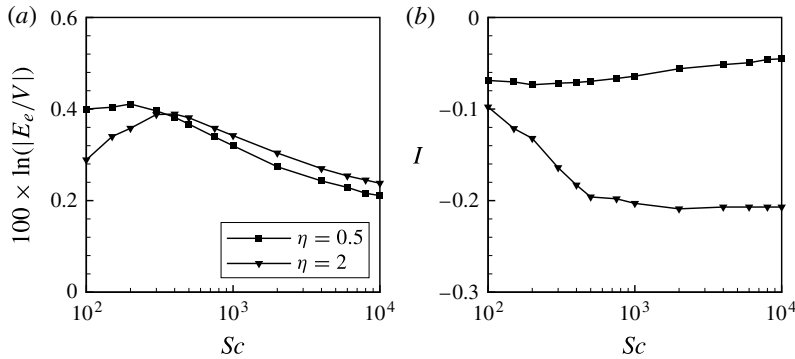 (a)
0.6
0.4
0.2
0
100 × ln(|E_e/V|)
η = 0.5
η = 2
10^2
10^3
10^4
Sc
(b)
0
−0.1
−0.2
−0.3
I
10^2
10^3
10^4
Sc